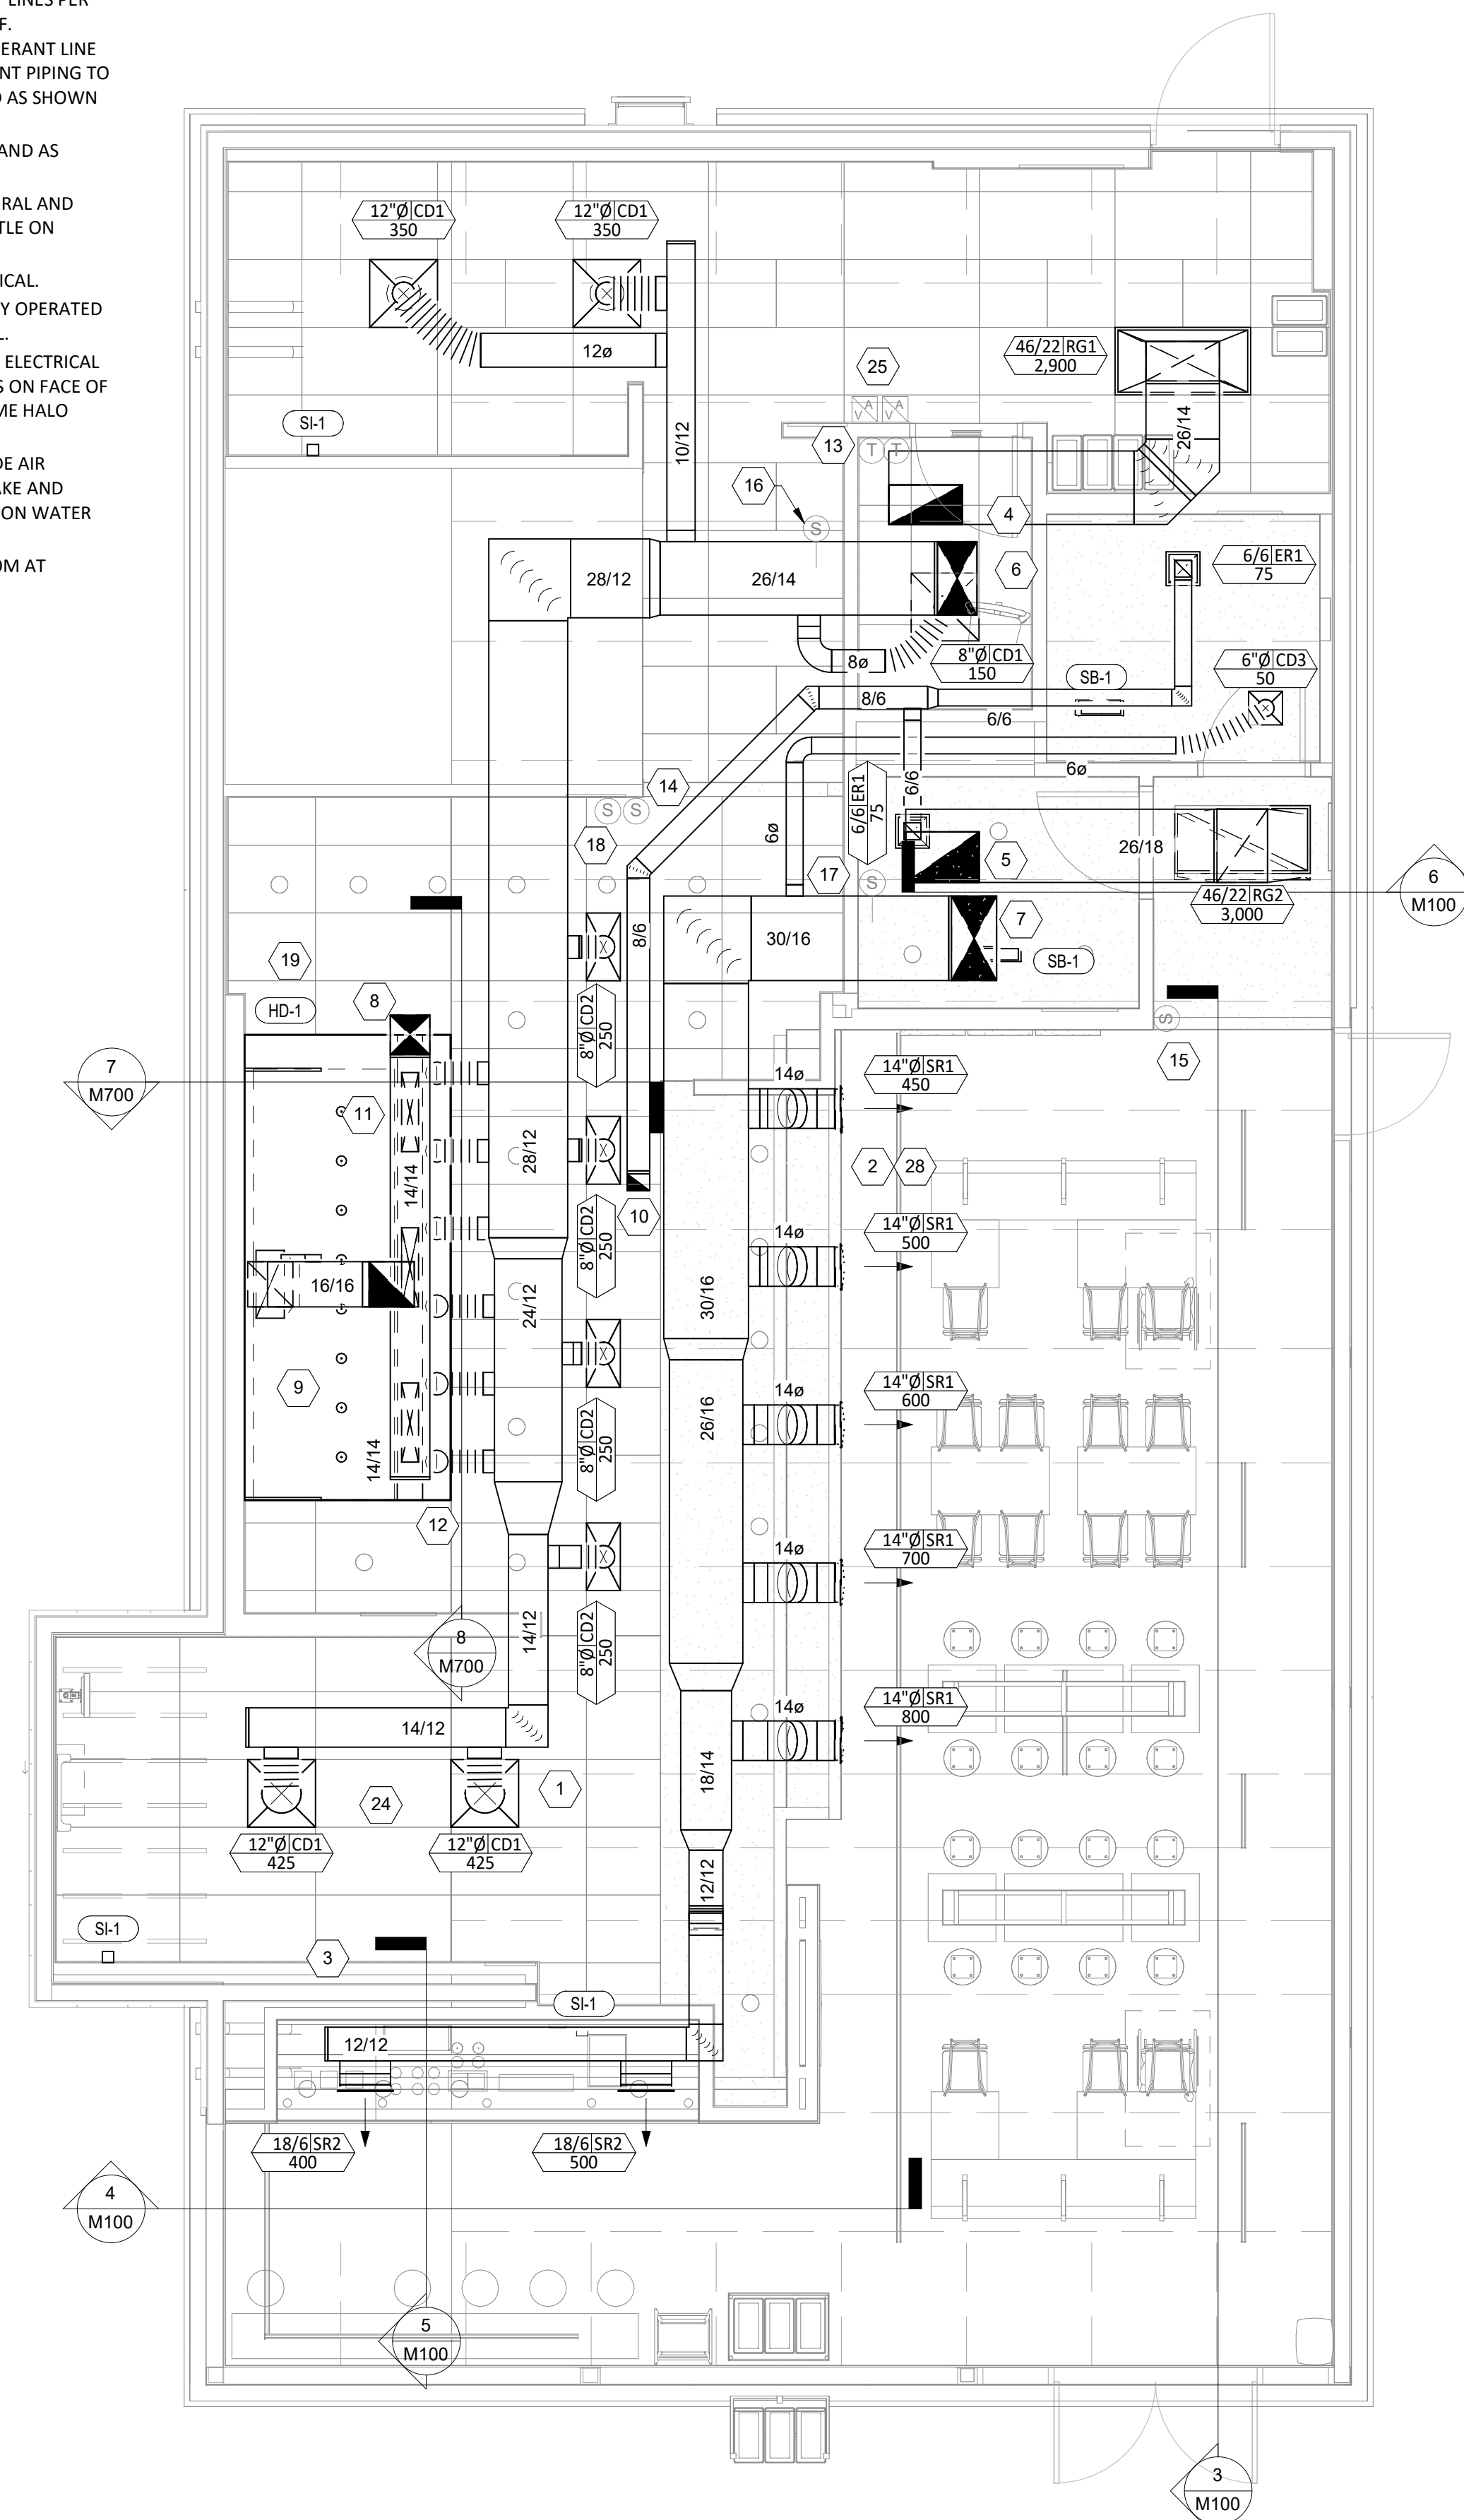 LINES PER
F.
ERANT LINE
NT PIPING TO
AS SHOWN
AND AS
RAL AND
TLE ON
ICAL.
Y OPERATED
ELECTRICAL
S ON FACE OF
ME HALO
DE AIR
AKE AND
ON WATER
OM AT
12"Ø CD1
350
12"Ø CD1
350
12ø
10/12
SI-1
25
46/22 RG1
2,900
26/14
A
V
A
V
13
T
T
16
S
4
28/12
26/14
6
6/6 ER1
75
8ø
8"Ø CD1
150
6"Ø CD3
50
SB-1
8/6
6/6
6ø
14
6/6
6/6 ER1
75
S
S
18
6ø
17
S
5
26/18
46/22 RG2
3,000
6
M100
8/6
30/16
7
SB-1
19
HD-1
8
8"Ø CD2
250
S
15
7
M700
11
14/14
28/12
14ø
14"Ø SR1
450
2
28
10
8"Ø CD2
250
14ø
14"Ø SR1
500
16/16
24/12
30/16
9
14/14
26/16
14ø
14"Ø SR1
600
8"Ø CD2
250
12
14ø
14"Ø SR1
700
8
M700
14/12
8"Ø CD2
250
14/12
14ø
14"Ø SR1
800
18/14
24
1
12"Ø CD1
425
12"Ø CD1
425
12/12
SI-1
3
SI-1
12/12
18/6 SR2
400
18/6 SR2
500
4
M100
5
M100
3
M100